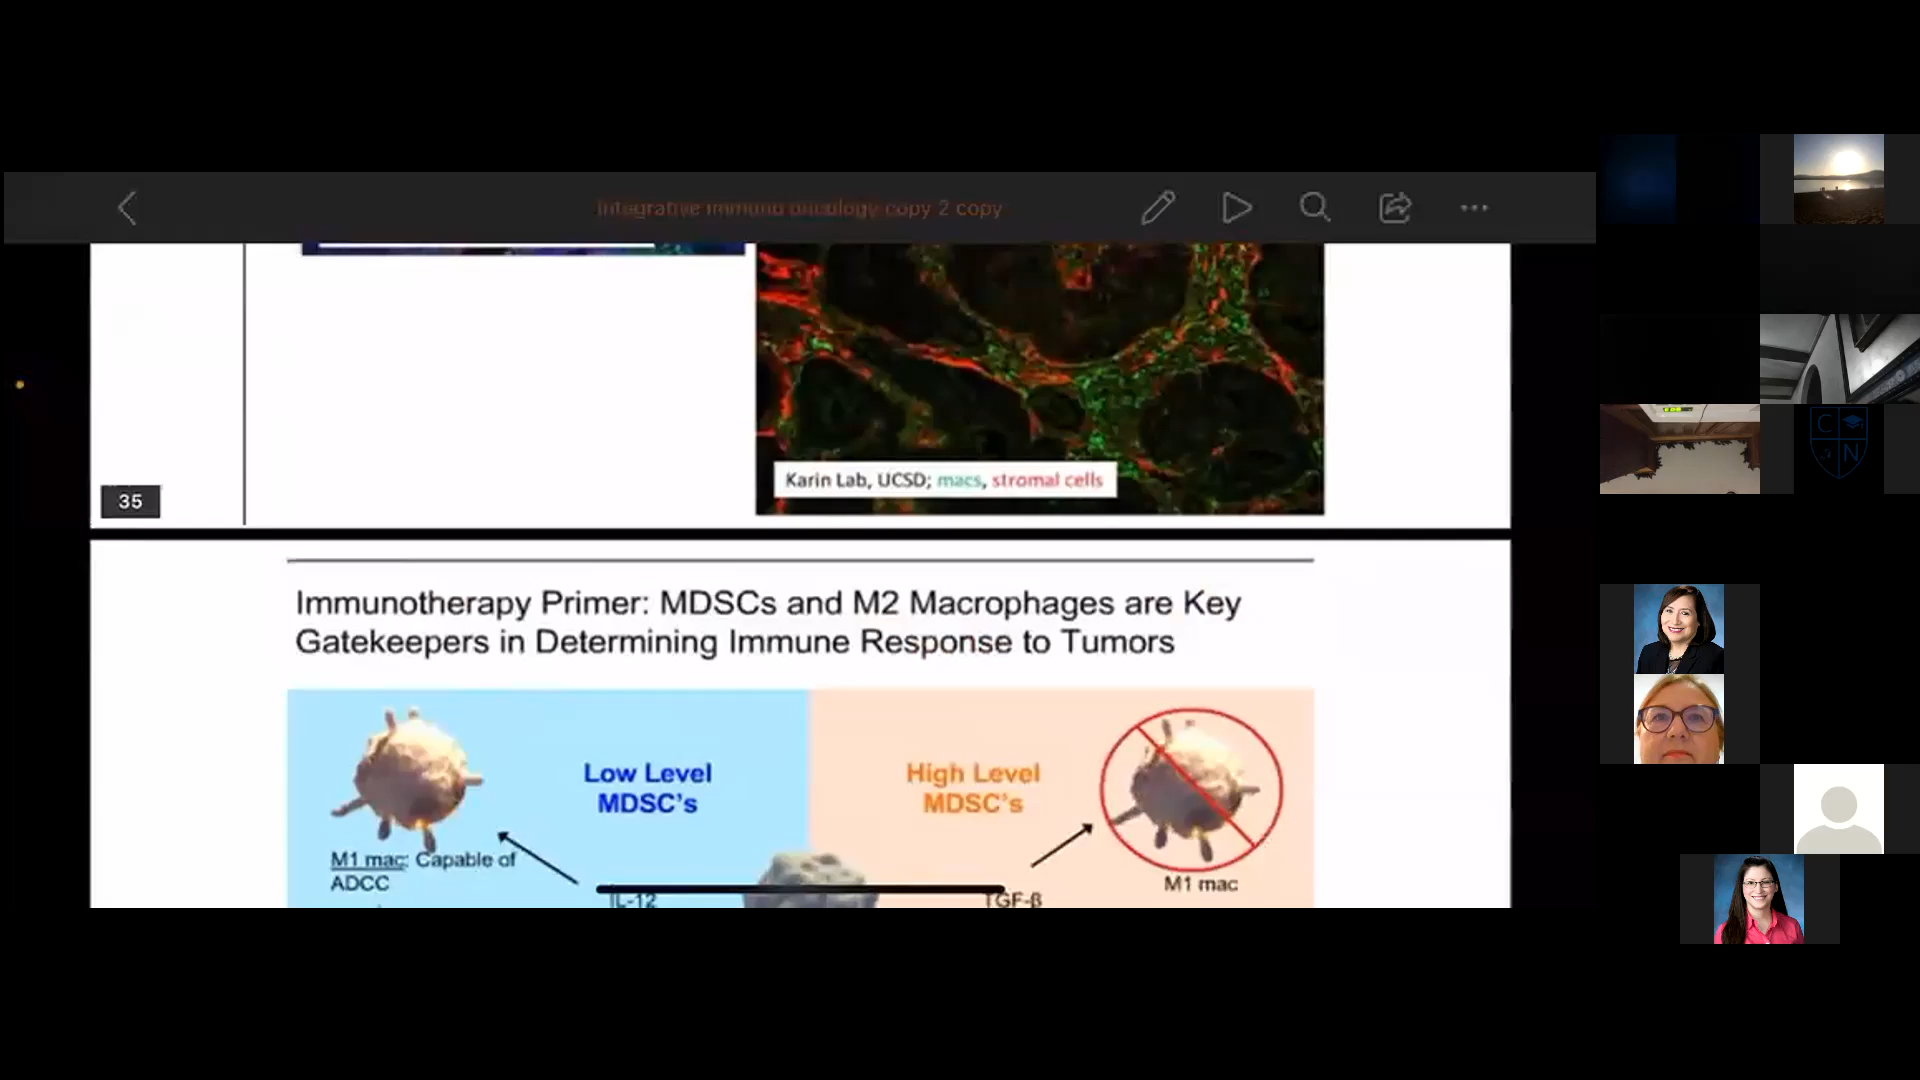 Integrative immuno oncology copy 2 copy
Karin Lab, UCSD; macs, stromal cells
35
Immunotherapy Primer: MDSCs and M2 Macrophages are Key
Gatekeepers in Determining Immune Response to Tumors
Low Level
MDSC's
High Level
MDSC's
M1 mac: Capable of
ADCC
M1 mac
IL-12
TGF-β
C
N